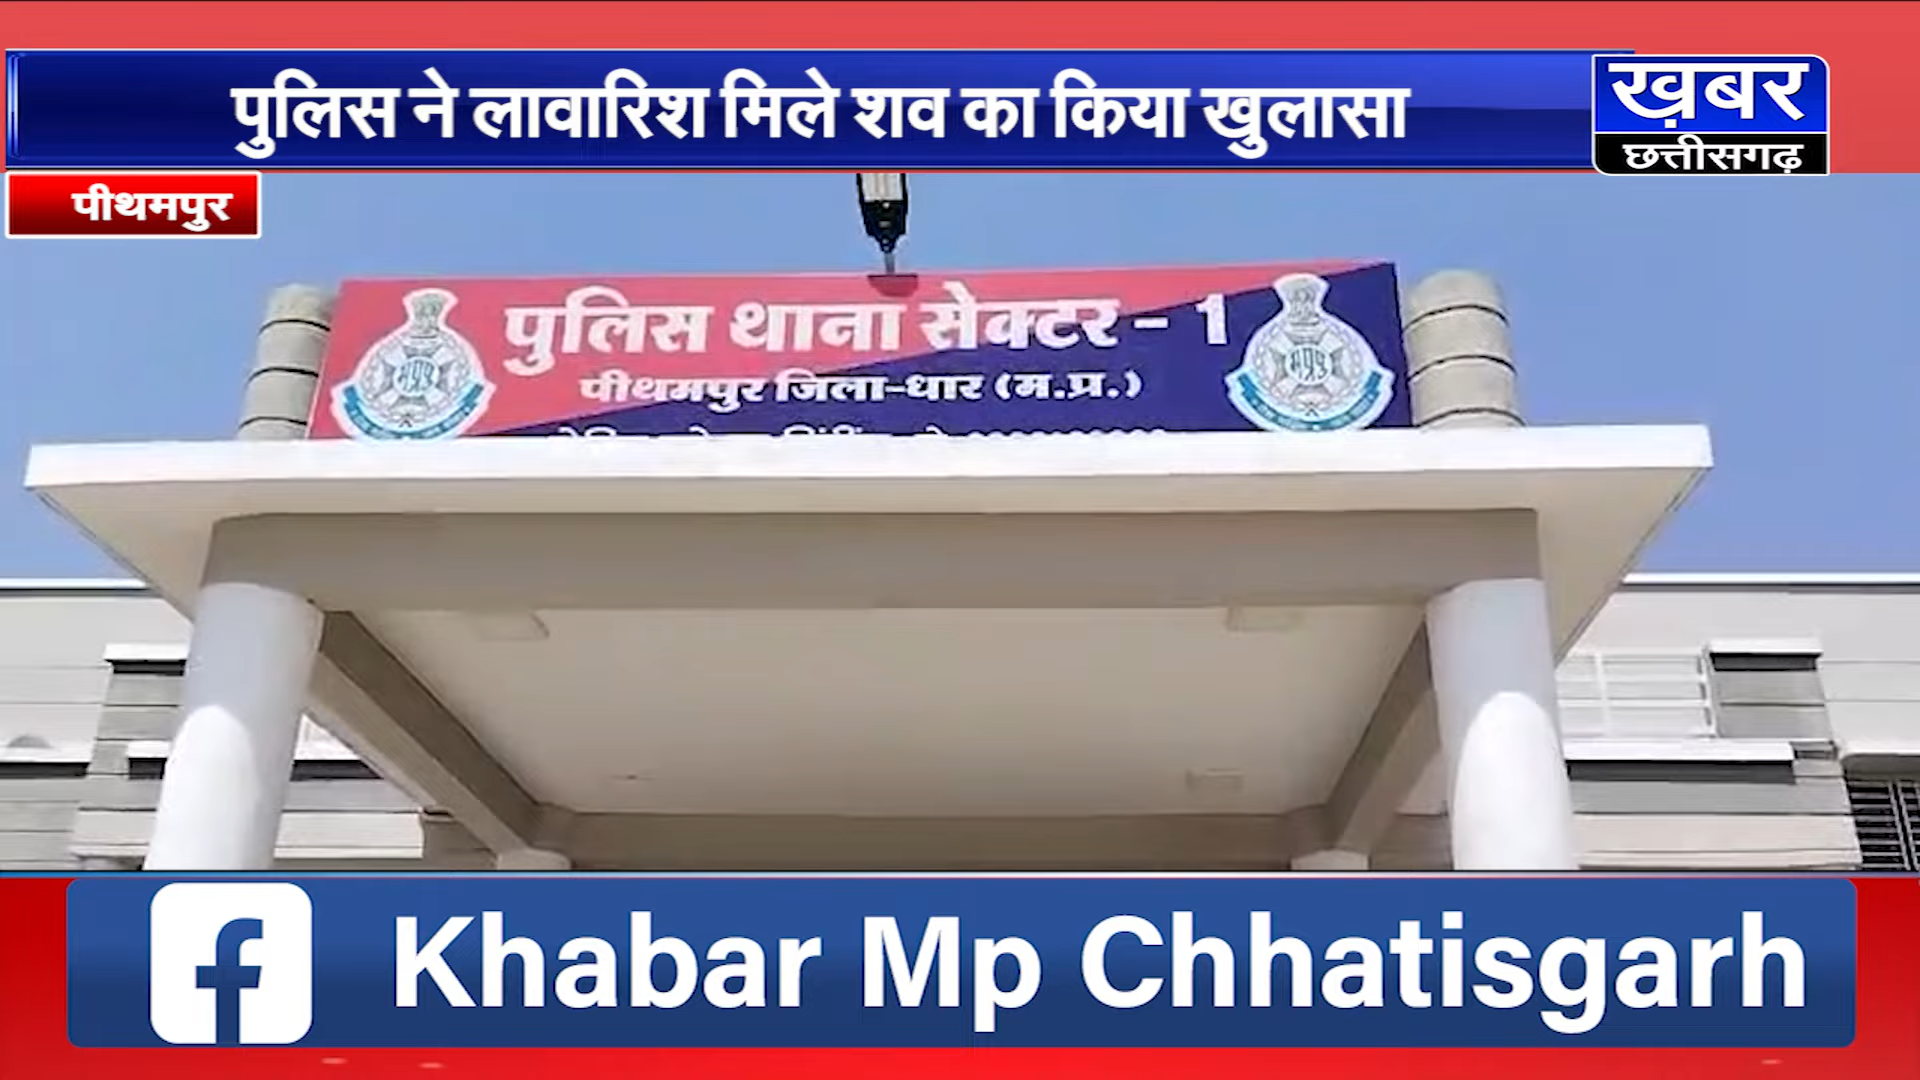 पुलिस ने लावारिश मिले शव का किया खुलासा
ख़बर
छत्तीसगढ़
पीथमपुर
पुलिस थाना सेक्टर - 1
पीथमपुर जिला-धार (म.प्र.)
Khabar Mp Chhatisgarh